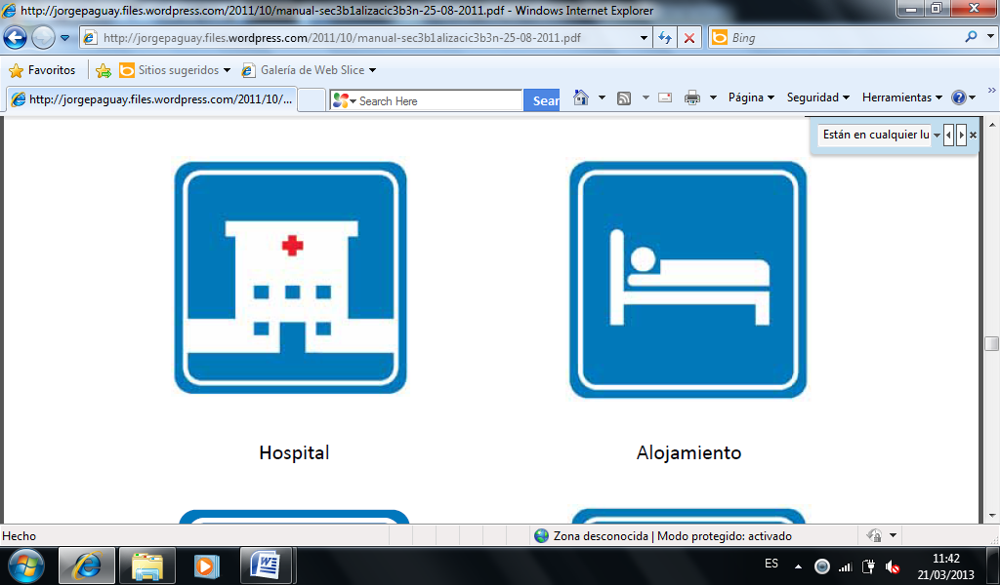 http://jorgepaguay.files.wordpress.com/2011/10/manual-sec3b1alizacic3b3n-25-08-2011.pdf - Windows Internet Explorer
http://jorgepaguay.files.wordpress.com/2011/10/manual-sec3b1alizacic3b3n-25-08-2011.pdf Bing
Favoritos Sitios sugeridos Galería de Web Slice
http://jorgepaguay.files.wordpress.com/2011/10/... Search Here Sear Página Seguridad Herramientas
Están en cualquier lu
Hospital Alojamiento
Hecho Zona desconocida | Modo protegido: activado
ES 11:42
21/03/2013